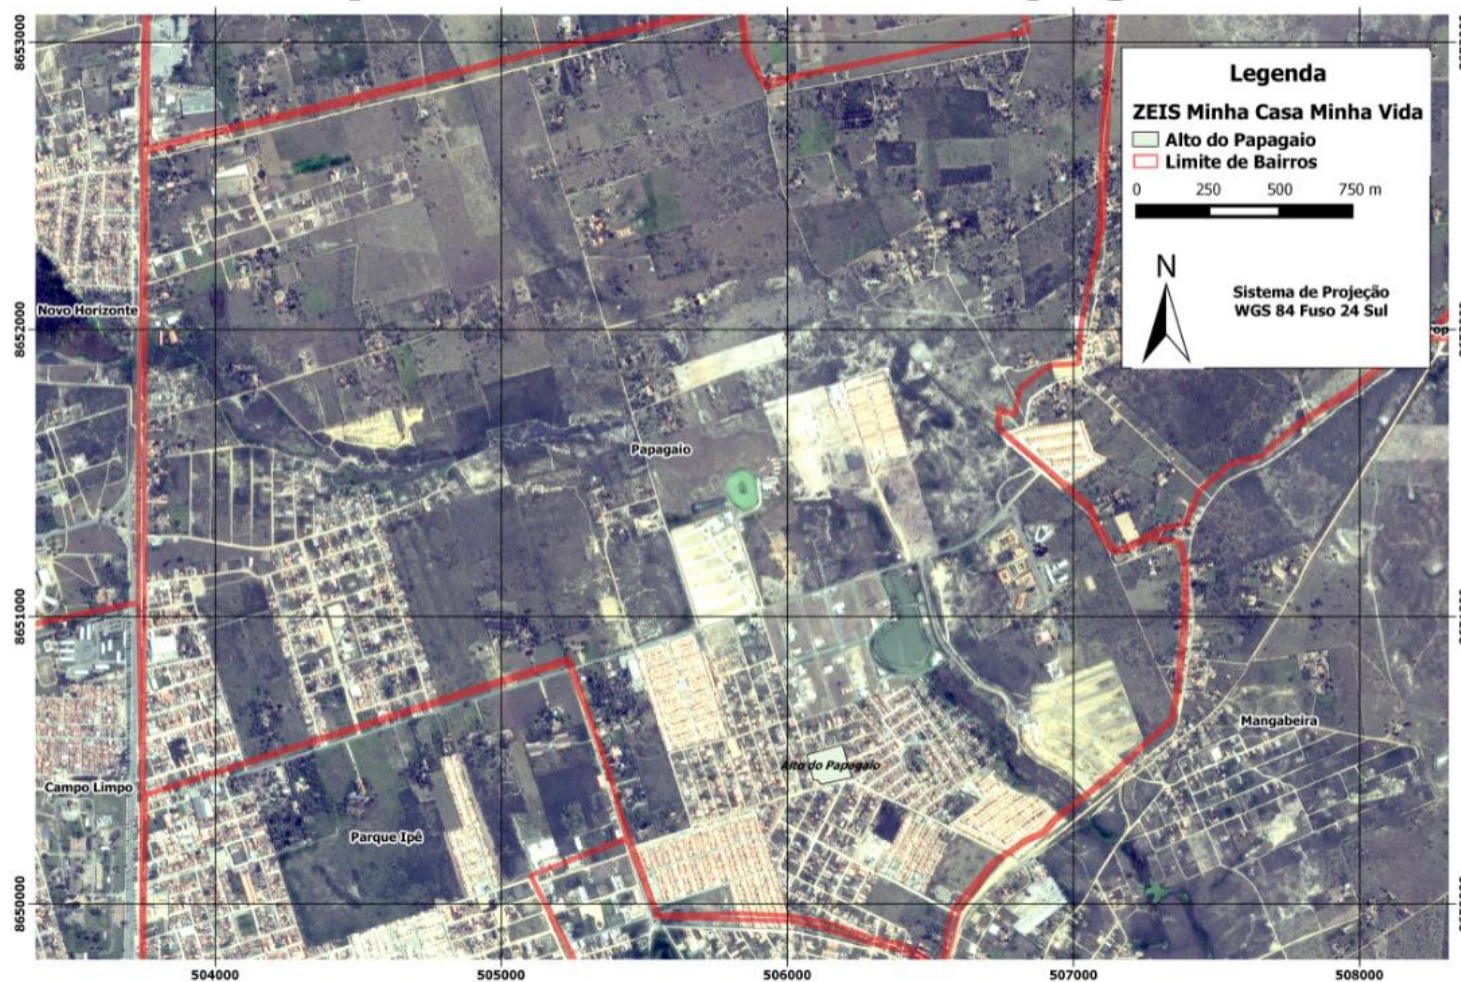 Legenda
ZEIS Minha Casa Minha Vida
Alto do Papagaio
Limite de Bairros
0 250 500 750 m
N
Sistema de Projeção
WGS 84 Fuso 24 Sul
8653000
Novo Horizonte
8652000
Papagaio
8651000
Mangabeira
Alto do Papagaio
Campo Limpo
Parque Ipê
8650000
504000 505000 506000 507000 508000